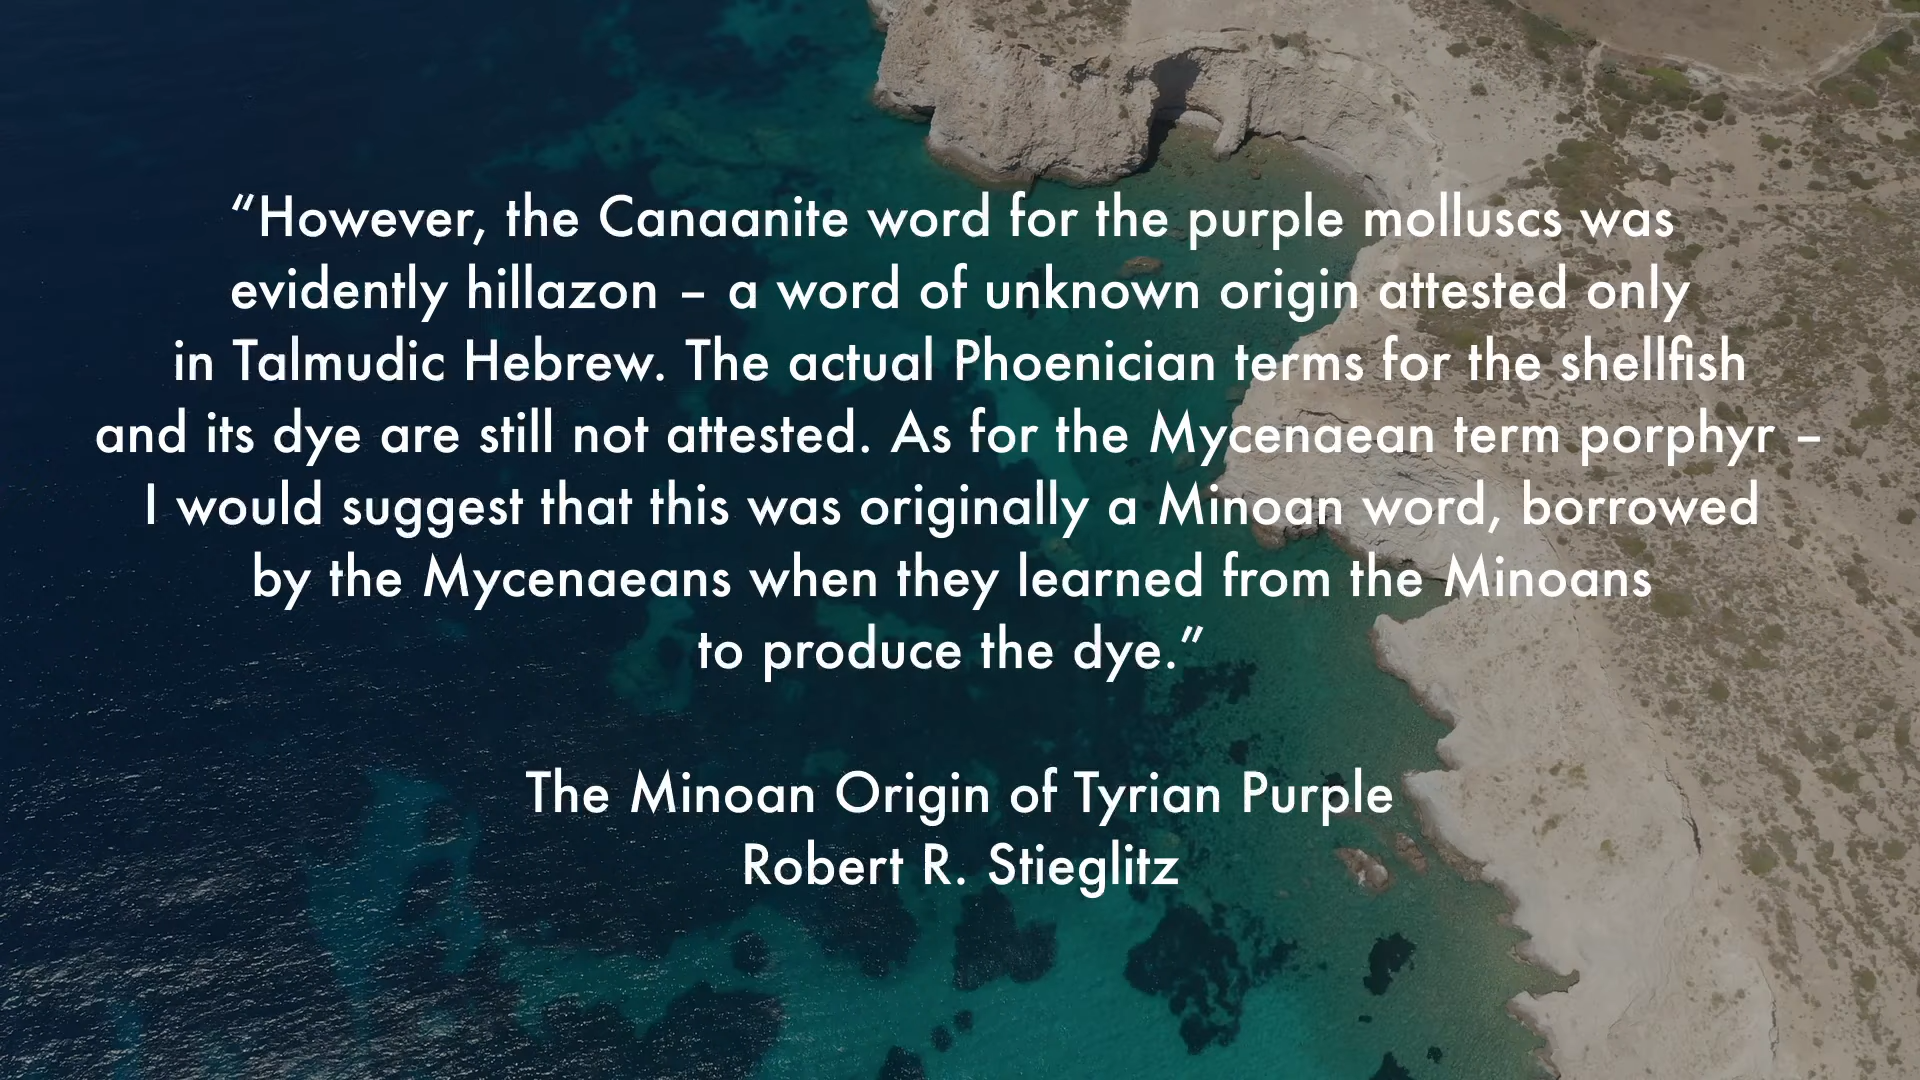 “However, the Canaanite word for the purple molluscs was
evidently hillazon – a word of unknown origin attested only
in Talmudic Hebrew. The actual Phoenician terms for the shellfish
and its dye are still not attested. As for the Mycenaean term porphyr –
I would suggest that this was originally a Minoan word, borrowed
by the Mycenaeans when they learned from the Minoans
to produce the dye.”
The Minoan Origin of Tyrian Purple
Robert R. Stieglitz